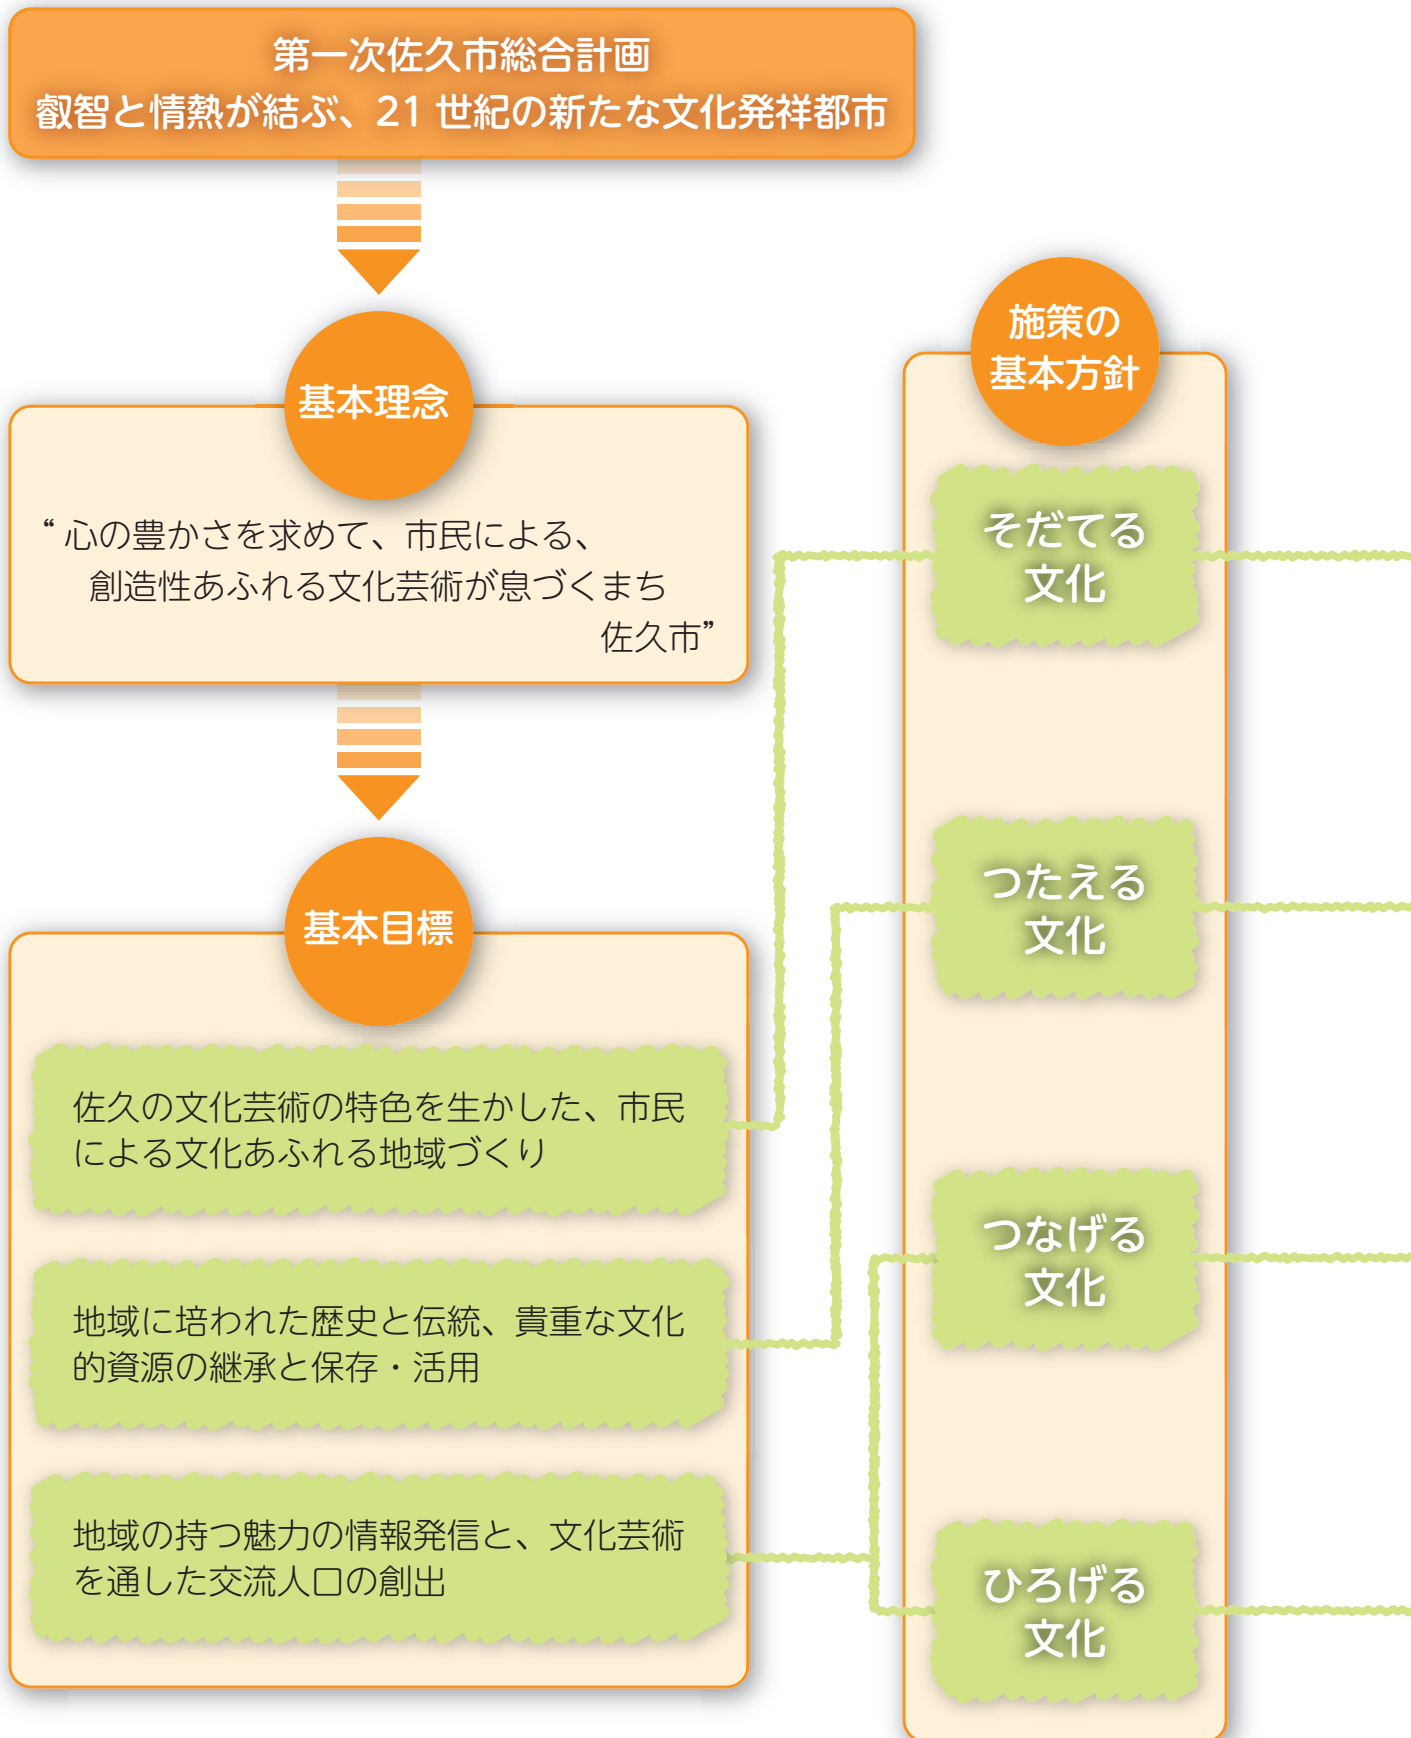 第一次佐久市総合計画
叡智と情熱が結ぶ、21 世紀の新たな文化発祥都市
基本理念
“ 心の豊かさを求めて、市民による、
創造性あふれる文化芸術が息づくまち
佐久市”
基本目標
佐久の文化芸術の特色を生かした、市民
による文化あふれる地域づくり
地域に培われた歴史と伝統、貴重な文化
的資源の継承と保存・活用
地域の持つ魅力の情報発信と、文化芸術
を通した交流人口の創出
施策の
基本方針
そだてる
文化
つたえる
文化
つなげる
文化
ひろげる
文化